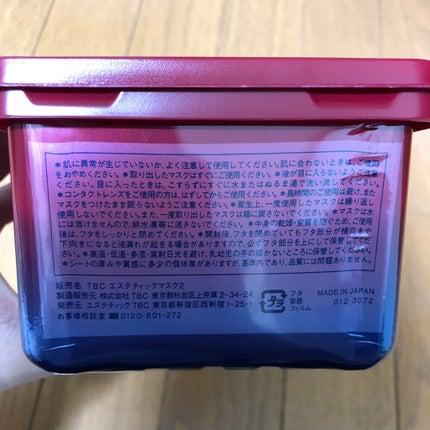 ＊肌に異常が生じていないか、よく注意して使用してください。肌に合わないときは、ご使用
をおやめください。＊取り出したマスクはすぐにご使用ください。＊液が目に入らないようご注意
ください。目に入ったときは、こすらずにすぐに水またはぬるま湯で洗い流してください。
＊コンタクトレンズをご使用の方は、はずしてからご使用ください。＊長時間のご使用は避け、また
マスクをつけたまま眠らないようご注意ください。＊衛生上、一度使用したマスクは繰り返し
使用しないでください。また、一度取り出したマスクは箱に戻さないでください。＊マスクは水
には溶けませんので、排水溝等に流さないでください。＊中身の乾燥・変質を防ぐため、ご使用
後は、フタをしっかりと閉めてください。＊開封後、フタを閉めていてもフタ部分が横向きや
下向きになると液漏れが起きる場合がありますので、必ずフタ部分を上にして保管してください。
＊高温・低温・多湿・直射日光を避け、乳幼児の手の届かないところに保管してください。
＊シートの厚みや質感に多少の個体差がありますが、基準内であり、品質には問題ありません。
販売名 TBC エステティックマスク2
製造販売元 株式会社TBC 東京都杉並区上井草2-34-24
発売元 エステティックTBC 東京都新宿区西新宿1-25-1
お客様相談室 0120-801-272
プラ
フタ
容器
フィルム
MADE IN JAPAN
012 3072